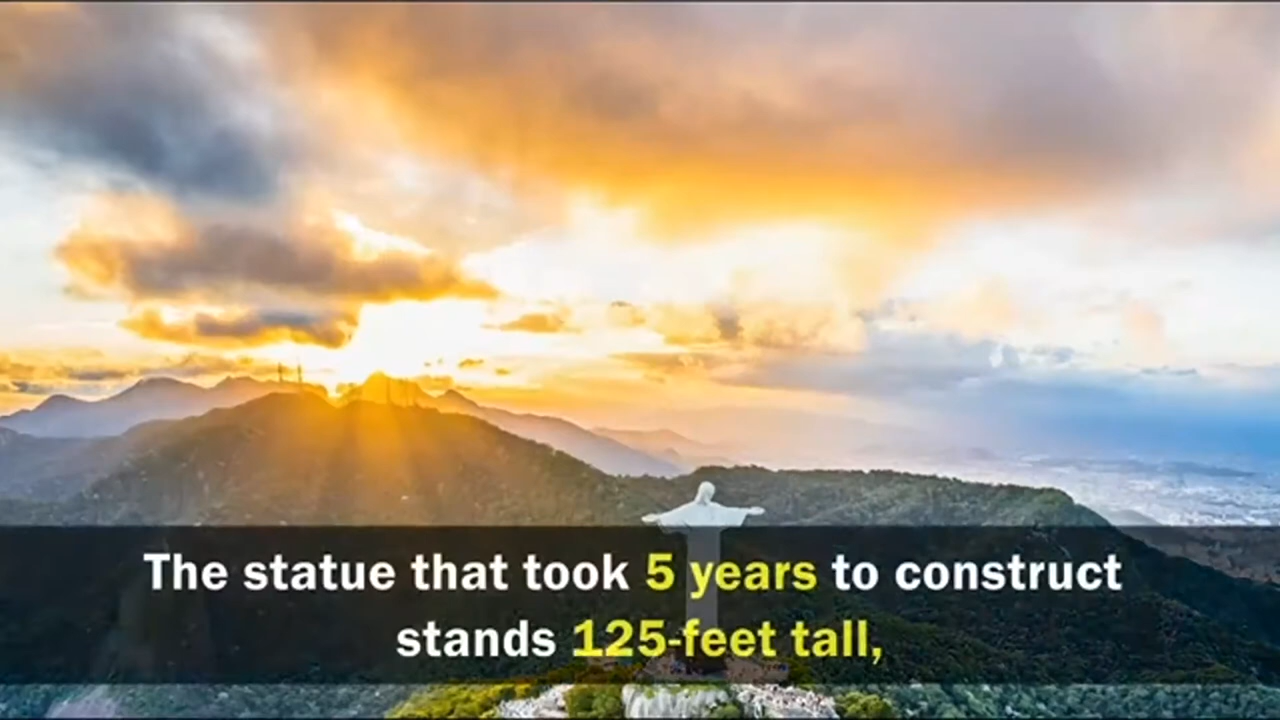 The statue that took 5 years to construct
stands 125-feet tall,